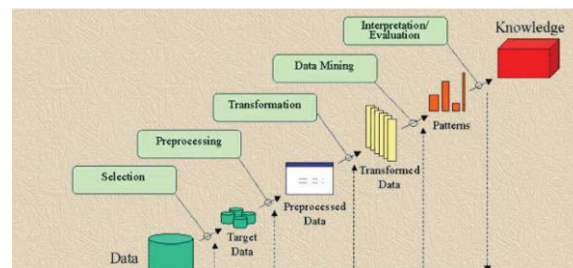 Interpretation/
Evaluation
Knowledge
Data Mining
Patterns
Transformation
Transformed
Data
Preprocessing
Preprocessed
Data
Selection
Target
Data
Data